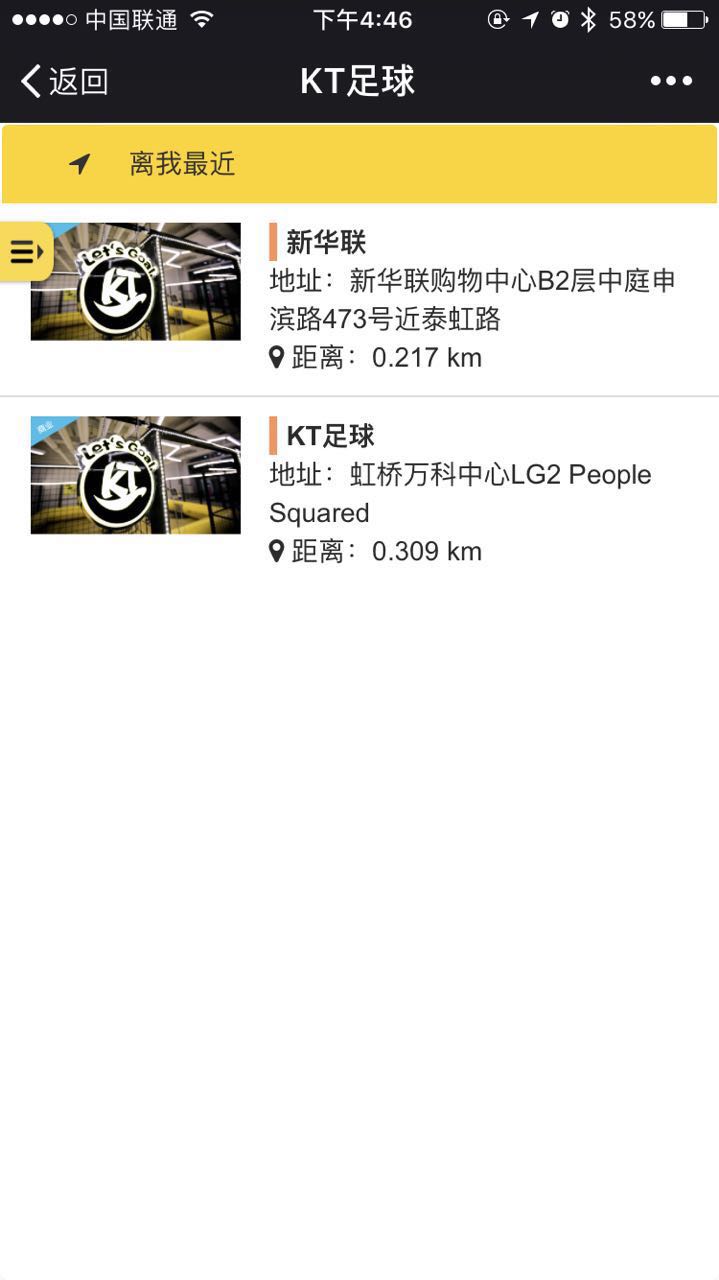 中国联通
下午4:46
58%
返回
KT足球
离我最近
Let's Goal
KT
新华联
地址：新华联购物中心B2层中庭申
滨路473号近泰虹路
距离：0.217 km
商业
Let's Goal
KT
KT足球
地址：虹桥万科中心LG2 People
Squared
距离：0.309 km